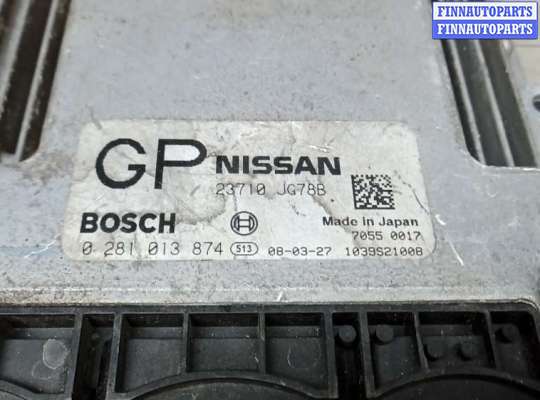 FINNAUTOPARTS
FINNAUTOPARTS
GP NISSAN
23710 JG78B
BOSCH
Made in Japan
7055 0017
0 281 013 874 513 08-03-27 1039S21008